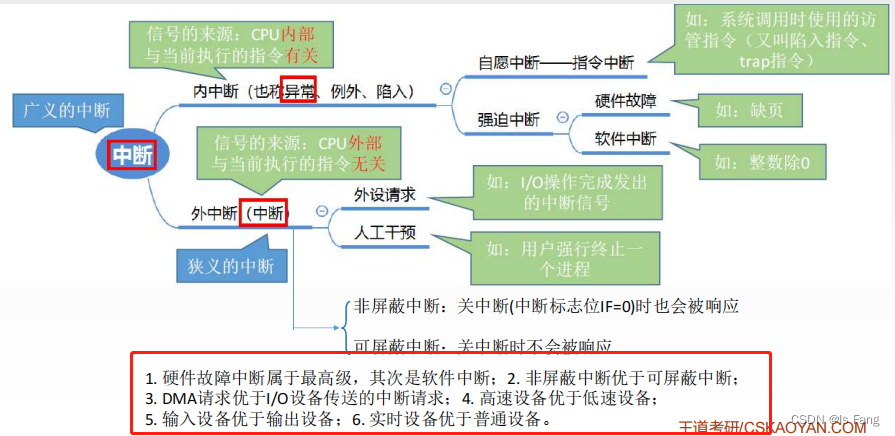 信号的来源：CPU内部
与当前执行的指令有关
如：系统调用时使用的访
管指令（又叫陷入指令、
trap指令）
自愿中断——指令中断
广义的中断
内中断（也称异常、例外、陷入）
硬件故障
如：缺页
强迫中断
软件中断
中断
信号的来源：CPU外部
与当前执行的指令无关
如：整数除0
外设请求
如：I/O操作完成发出
的中断信号
外中断（中断）
人工干预
狭义的中断
如：用户强行终止一
个进程
非屏蔽中断：关中断(中断标志位IF=0)时也会被响应
可屏蔽中断：关中断时不会被响应
1. 硬件故障中断属于最高级，其次是软件中断；2. 非屏蔽中断优于可屏蔽中断；
3. DMA请求优于I/O设备传送的中断请求；4. 高速设备优于低速设备；
5. 输入设备优于输出设备；6. 实时设备优于普通设备。
王道考研/CSKAOYAN.COM
CSDN @ls_Fang